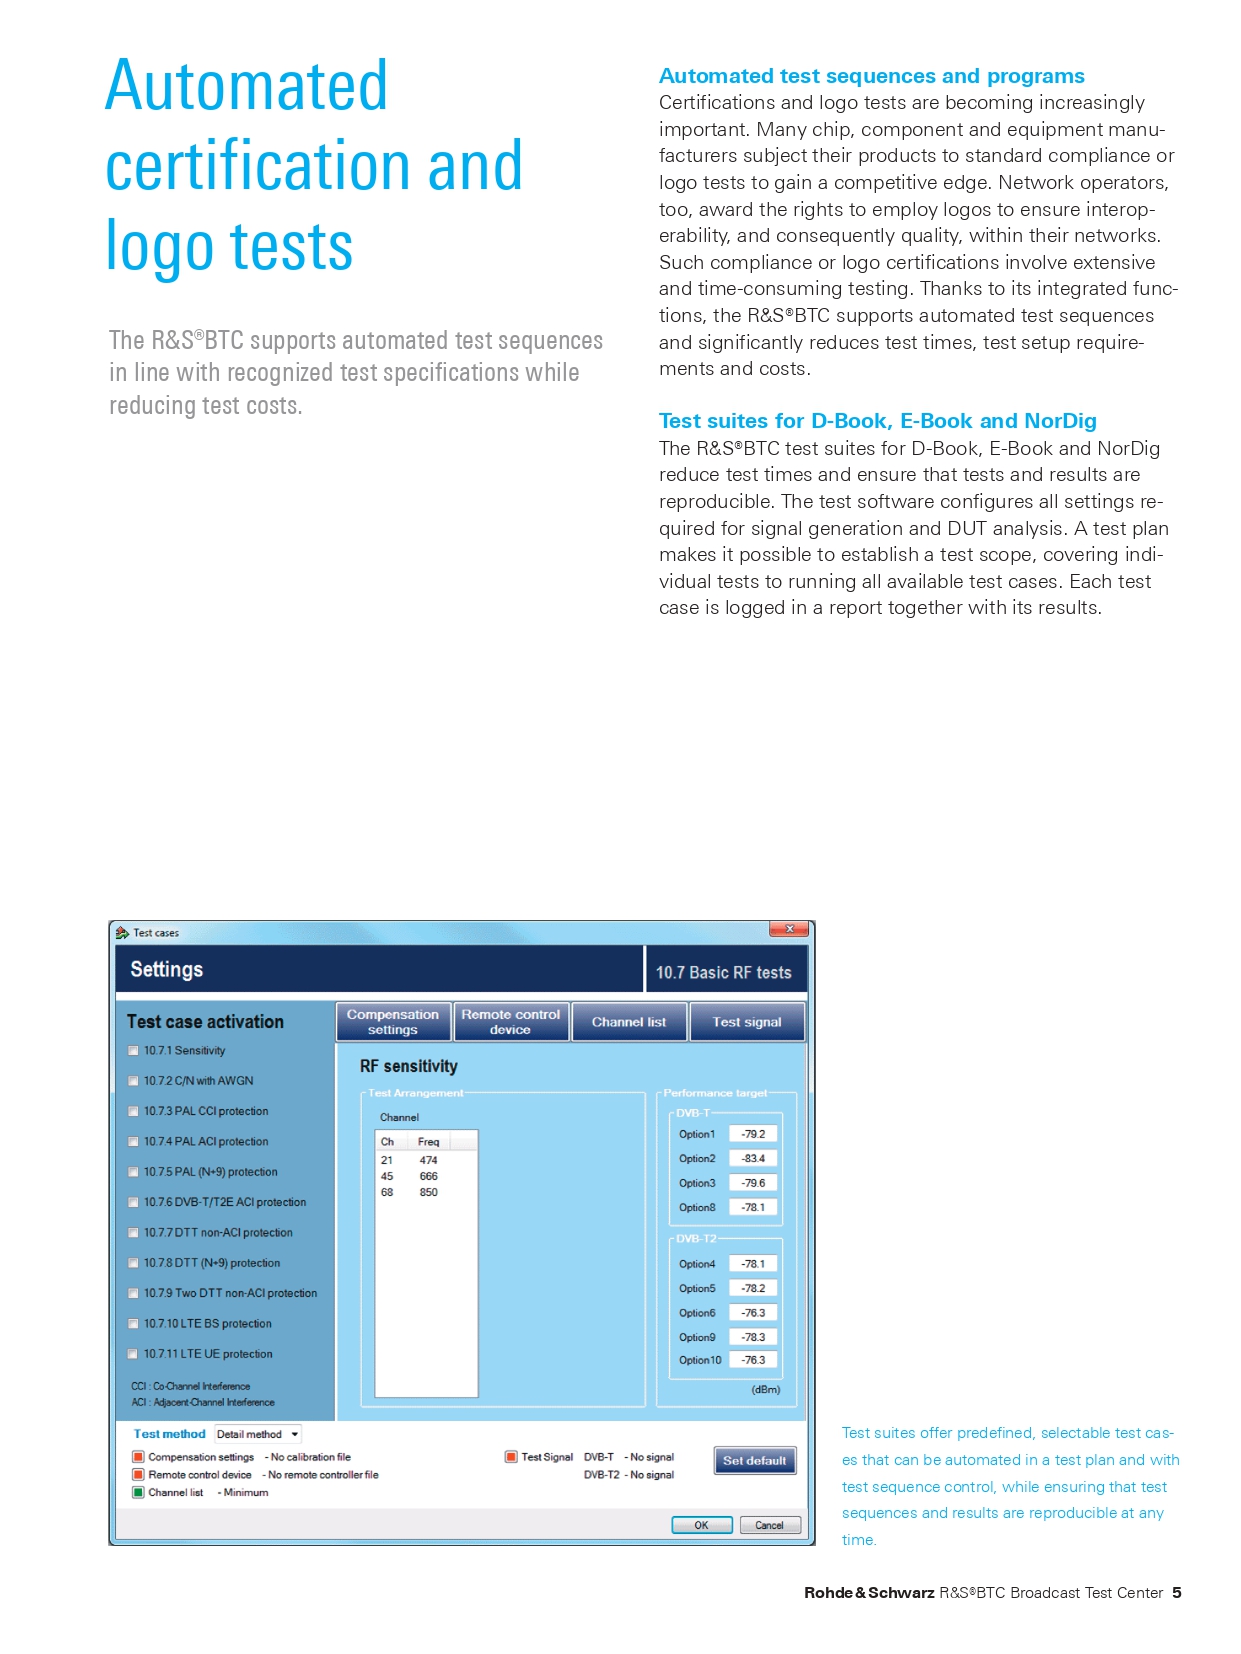 Automated
certification and
logo tests
The R&S®BTC supports automated test sequences
in line with recognized test specifications while
reducing test costs.
Automated test sequences and programs
Certifications and logo tests are becoming increasingly
important. Many chip, component and equipment manu-
facturers subject their products to standard compliance or
logo tests to gain a competitive edge. Network operators,
too, award the rights to employ logos to ensure interop-
erability, and consequently quality, within their networks.
Such compliance or logo certifications involve extensive
and time-consuming testing. Thanks to its integrated func-
tions, the R&S®BTC supports automated test sequences
and significantly reduces test times, test setup require-
ments and costs.
Test suites for D-Book, E-Book and NorDig
The R&S®BTC test suites for D-Book, E-Book and NorDig
reduce test times and ensure that tests and results are
reproducible. The test software configures all settings re-
quired for signal generation and DUT analysis. A test plan
makes it possible to establish a test scope, covering indi-
vidual tests to running all available test cases. Each test
case is logged in a report together with its results.
Test cases
Settings
10.7 Basic RF tests
Test case activation
10.7.1 Sensitivity
10.7.2 C/N with AWGN
10.7.3 PAL CCI protection
10.7.4 PAL ACI protection
10.7.5 PAL (N+9) protection
10.7.6 DVB-T/T2E ACI protection
10.7.7 DTT non-ACI protection
10.7.8 DTT (N+9) protection
10.7.9 Two DTT non-ACI protection
10.7.10 LTE BS protection
10.7.11 LTE UE protection
CCI : Co-Channel Interference
ACI : Adjacent-Channel Interference
Compensation
settings
Remote control
device
Channel list
Test signal
RF sensitivity
Test Arrangement
Channel
Ch Freq
21 474
45 666
68 850
Performance target
DVB-T
Option1 -79.2
Option2 -83.4
Option3 -79.6
Option8 -78.1
DVB-T2
Option4 -78.1
Option5 -78.2
Option6 -76.3
Option9 -78.3
Option10 -76.3
(dBm)
Test method Detail method
Compensation settings - No calibration file
Remote control device - No remote controller file
Channel list - Minimum
Test Signal DVB-T - No signal
DVB-T2 - No signal
Set default
OK Cancel
Test suites offer predefined, selectable test cas-
es that can be automated in a test plan and with
test sequence control, while ensuring that test
sequences and results are reproducible at any
time.
Rohde & Schwarz R&S®BTC Broadcast Test Center 5